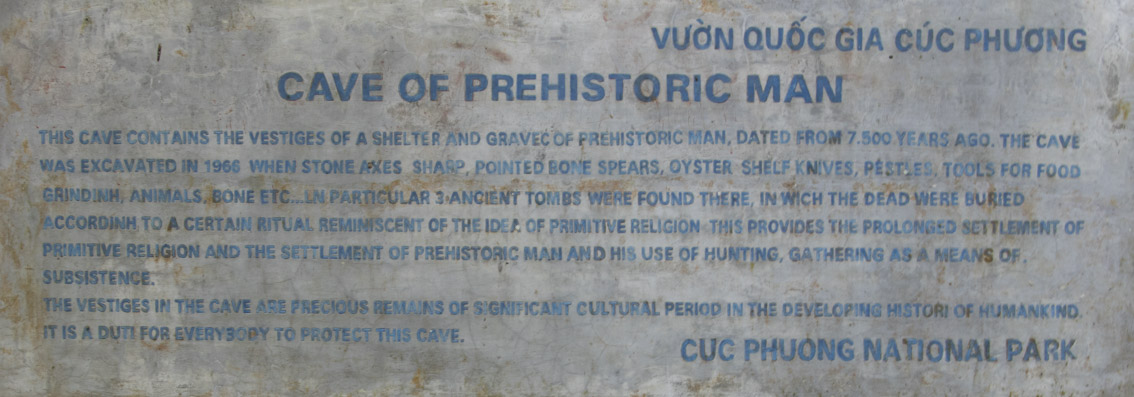 VƯỜN QUỐC GIA CÚC PHƯƠNG
CAVE OF PREHISTORIC MAN
THIS CAVE CONTAINS THE VESTIGES OF A SHELTER AND GRAVEC OF PREHISTORIC MAN, DATED FROM 7.500 YEARS AGO. THE CAVE
WAS EXCAVATED IN 1966 WHEN STONE AXES SHARP, POINTED BONE SPEARS, OYSTER SHELF KNIVES, PESTLES, TOOLS FOR FOOD
GRINDINH, ANIMALS, BONE ETC...LN PARTICULAR 3 ANCIENT TOMBS WERE FOUND THERE, IN WICH THE DEAD WERE BURIED
ACCORDINH TO A CERTAIN RITUAL REMINISCENT OF THE IDEA OF PRIMITIVE RELIGION THIS PROVIDES THE PROLONGED SETTLEMENT OF
PRIMITIVE RELIGION AND THE SETTLEMENT OF PREHISTORIC MAN AND HIS USE OF HUNTING, GATHERING AS A MEANS OF
SUBSISTENCE.
THE VESTIGES IN THE CAVE ARE PRECIOUS REMAINS OF SIGNIFICANT CULTURAL PERIOD IN THE DEVELOPING HISTORI OF HUMANKIND.
IT IS A DUTI FOR EVERYBODY TO PROTECT THIS CAVE.
CUC PHUONG NATIONAL PARK